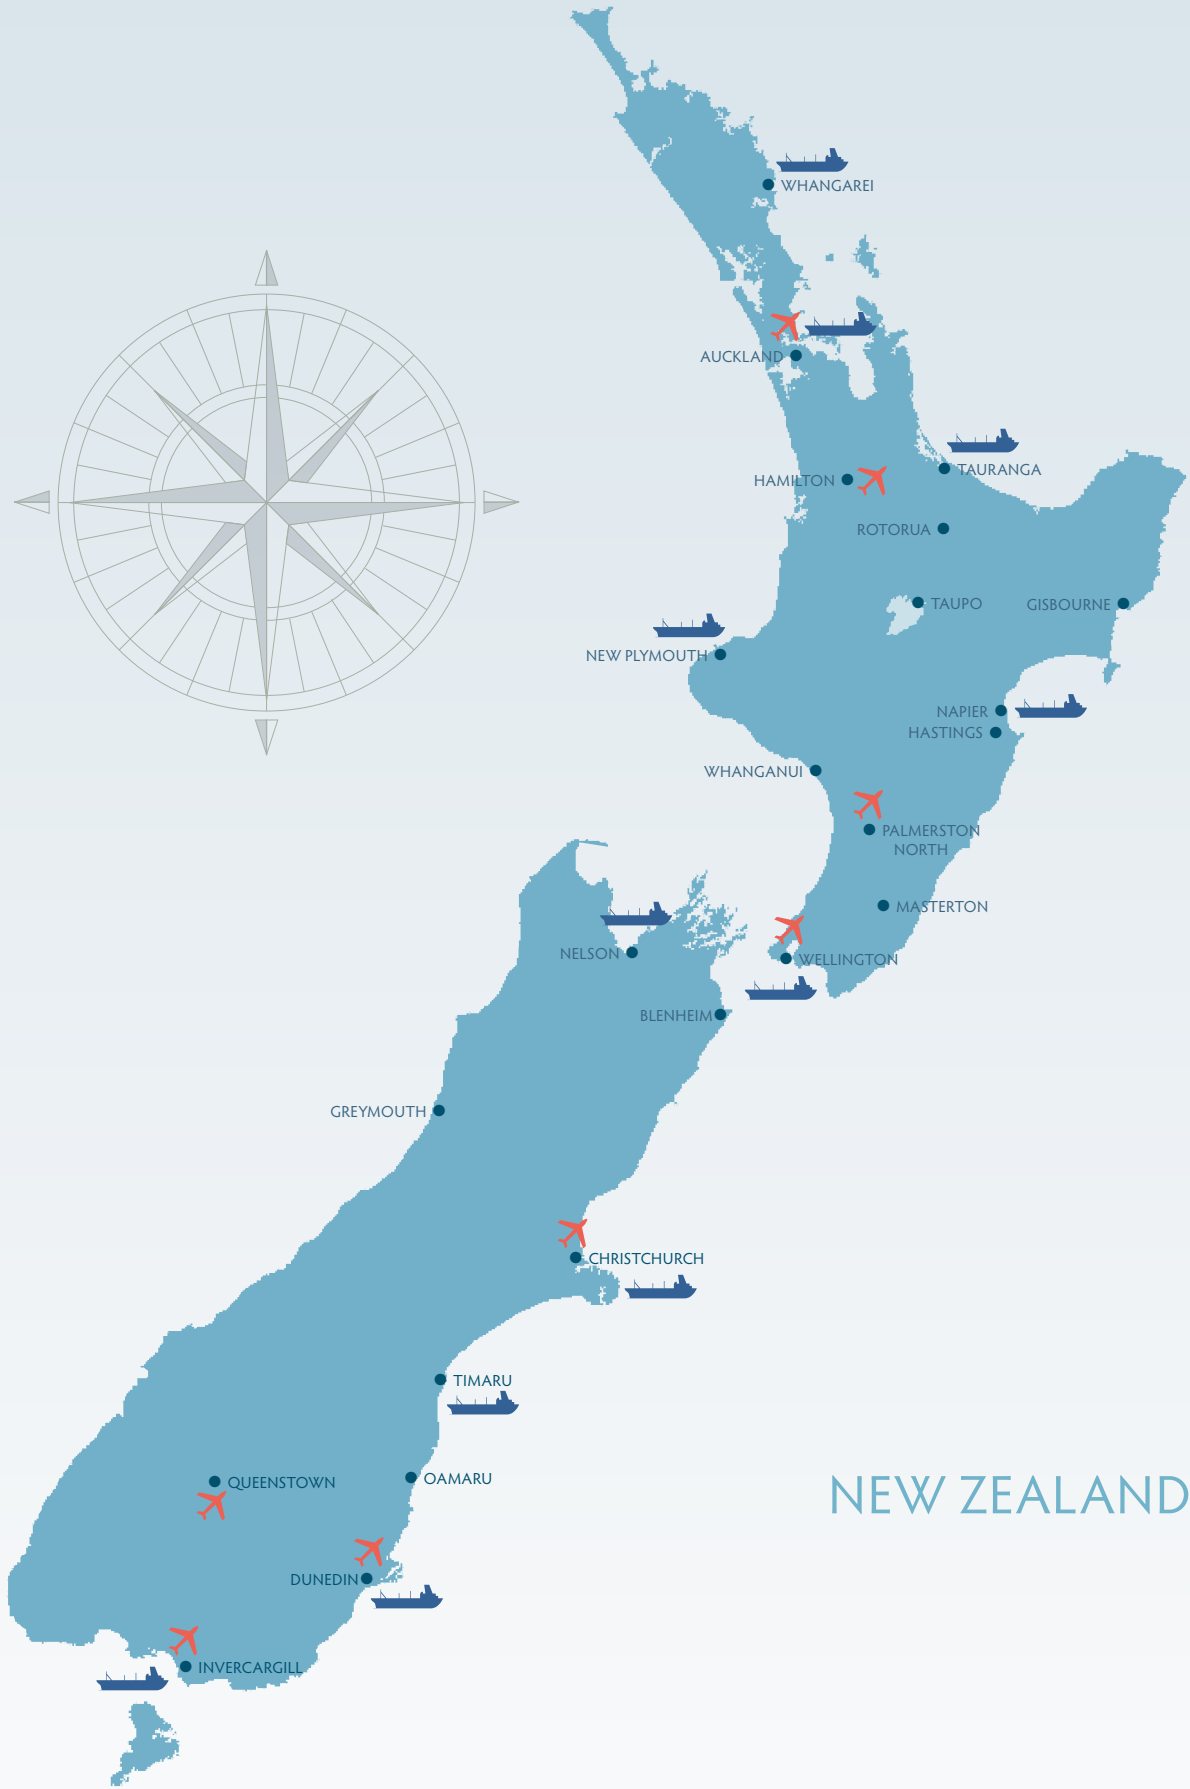 WHANGAREI
AUCKLAND
TAURANGA
HAMILTON
ROTORUA
TAUPO
GISBOURNE
NEW PLYMOUTH
NAPIER
HASTINGS
WHANGANUI
PALMERSTON
NORTH
MASTERTON
NELSON
WELLINGTON
BLENHEIM
GREYMOUTH
CHRISTCHURCH
TIMARU
QUEENSTOWN
OAMARU
NEW ZEALAND
DUNEDIN
INVERCARGILL